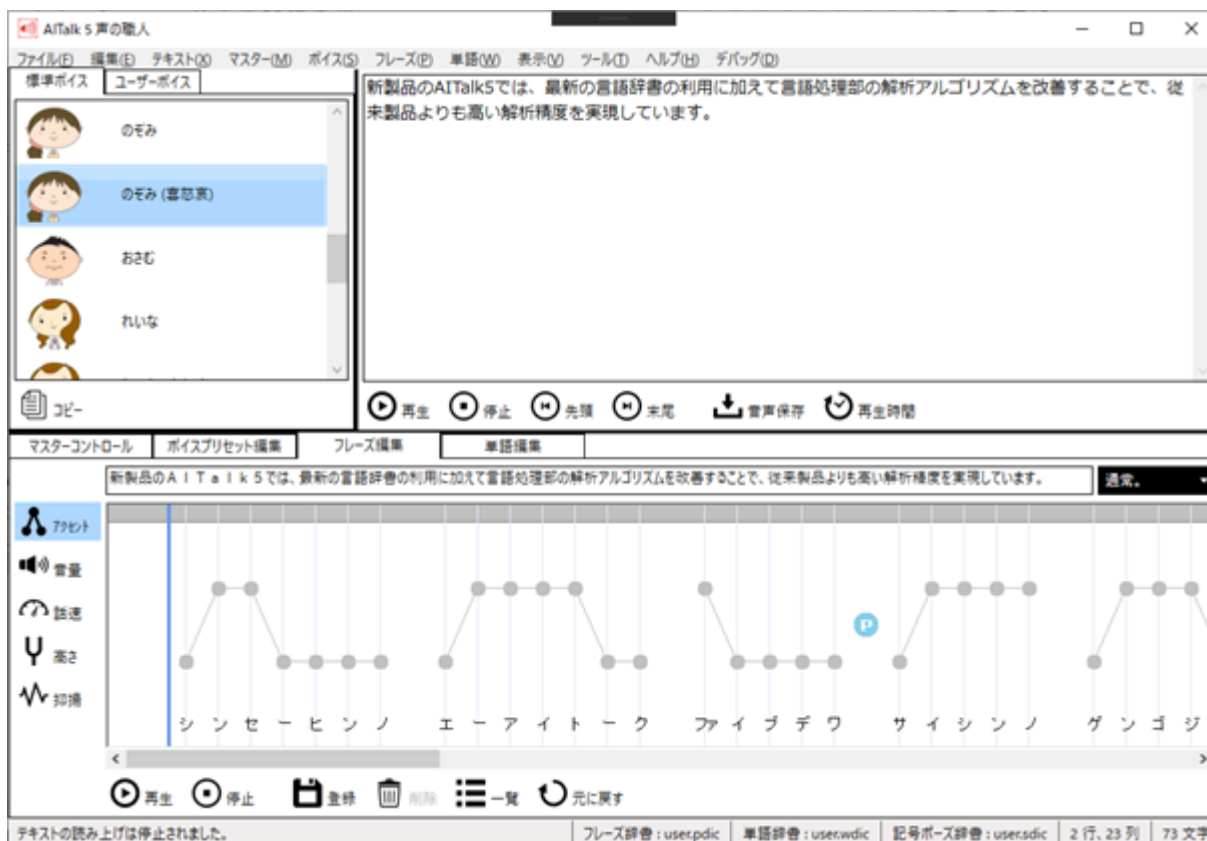 AITalk 5 声の職人
ファイル(F) 編集(E) テキスト(X) マスター(M) ボイス(S) フレーズ(P) 単語(W) 表示(V) ツール(T) ヘルプ(H) デバッグ(D)
標準ボイス ユーザーボイス
のぞみ
のぞみ (喜怒哀)
おさむ
れいな
コピー
新製品のAITalk5では、最新の言語辞書の利用に加えて言語処理部の解析アルゴリズムを改善することで、従
来製品よりも高い解析精度を実現しています。
再生 停止 先頭 末尾 音声保存 再生時間
マスターコントロール ボイスプリセット編集 フレーズ編集 単語編集
新製品のAITalk5では、最新の言語辞書の利用に加えて言語処理部の解析アルゴリズムを改善することで、従来製品よりも高い解析精度を実現しています。 通常。
アクセント
音量
話速
高さ
抑揚
P
シ ン セ ー ヒ ン ノ エ ー ア イ ト ー ク ファ イ ブ デ ワ サ イ シ ン ノ ゲ ン ゴ ジ
再生 停止 登録 削除 一覧 元に戻す
テキストの読み上げは停止されました。 フレーズ辞書 : user.pdic 単語辞書 : user.wdic 記号ポーズ辞書 : user.sdic 2 行、23 列 73 文字